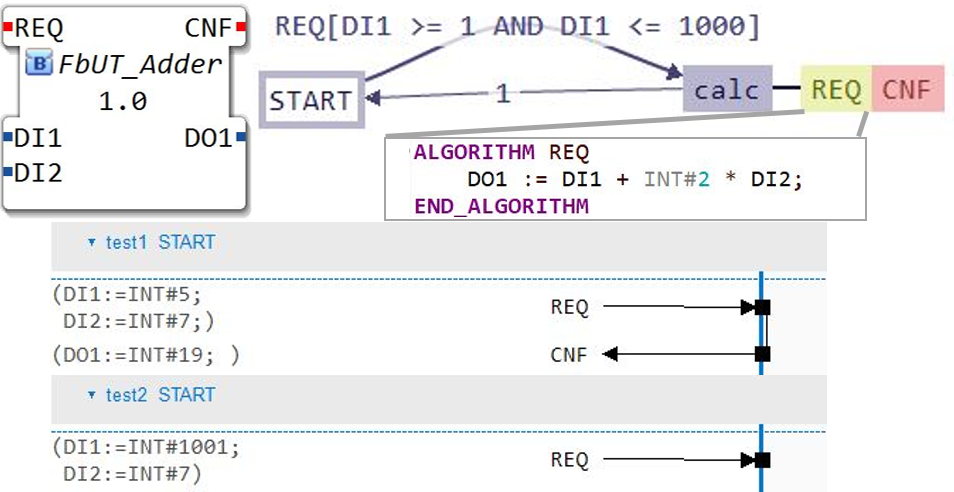 REQ CNF
B FbUT_Adder
1.0
DI1 DO1
DI2
REQ[DI1 >= 1 AND DI1 <= 1000]
START
1
calc
REQ CNF
ALGORITHM REQ
DO1 := DI1 + INT#2 * DI2;
END_ALGORITHM
test1 START
(DI1:=INT#5;
DI2:=INT#7;)
REQ
(DO1:=INT#19; )
CNF
test2 START
(DI1:=INT#1001;
DI2:=INT#7)
REQ